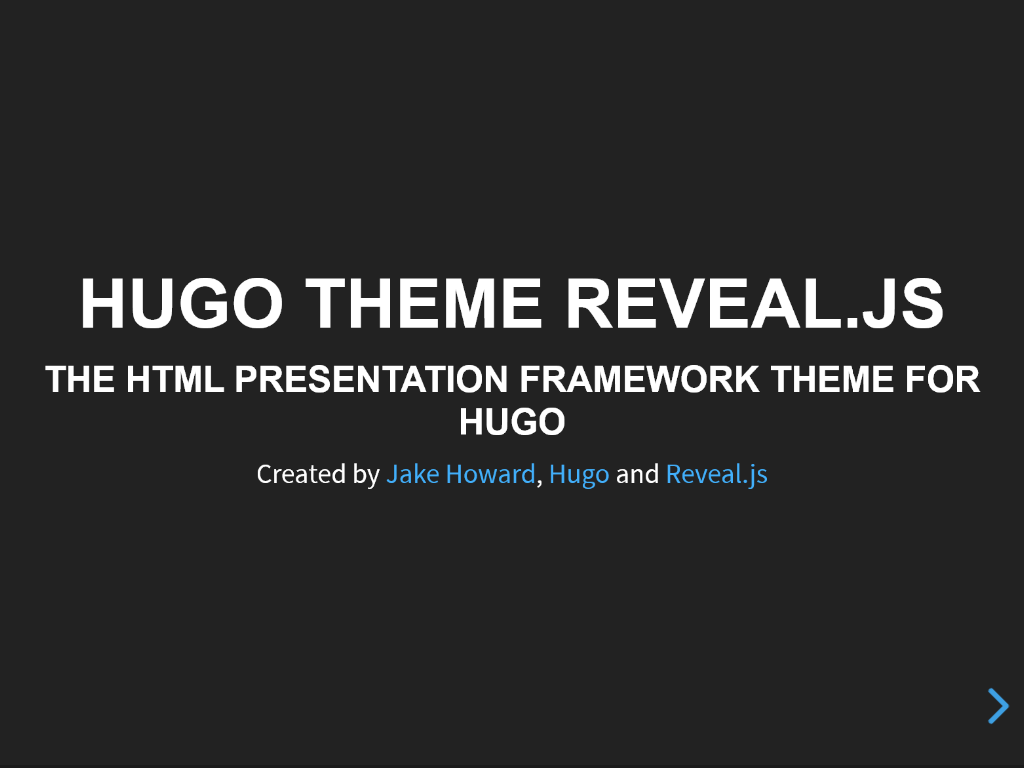 HUGO THEME REVEAL.JS
THE HTML PRESENTATION FRAMEWORK THEME FOR
HUGO
Created by Jake Howard, Hugo and Reveal.js